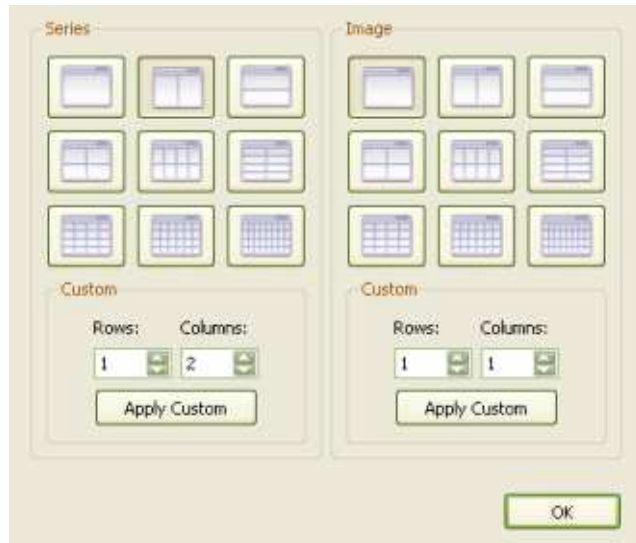 Series
Image
Custom
Custom
Rows: Columns:
Rows: Columns:
1 2
1 1
Apply Custom
Apply Custom
OK